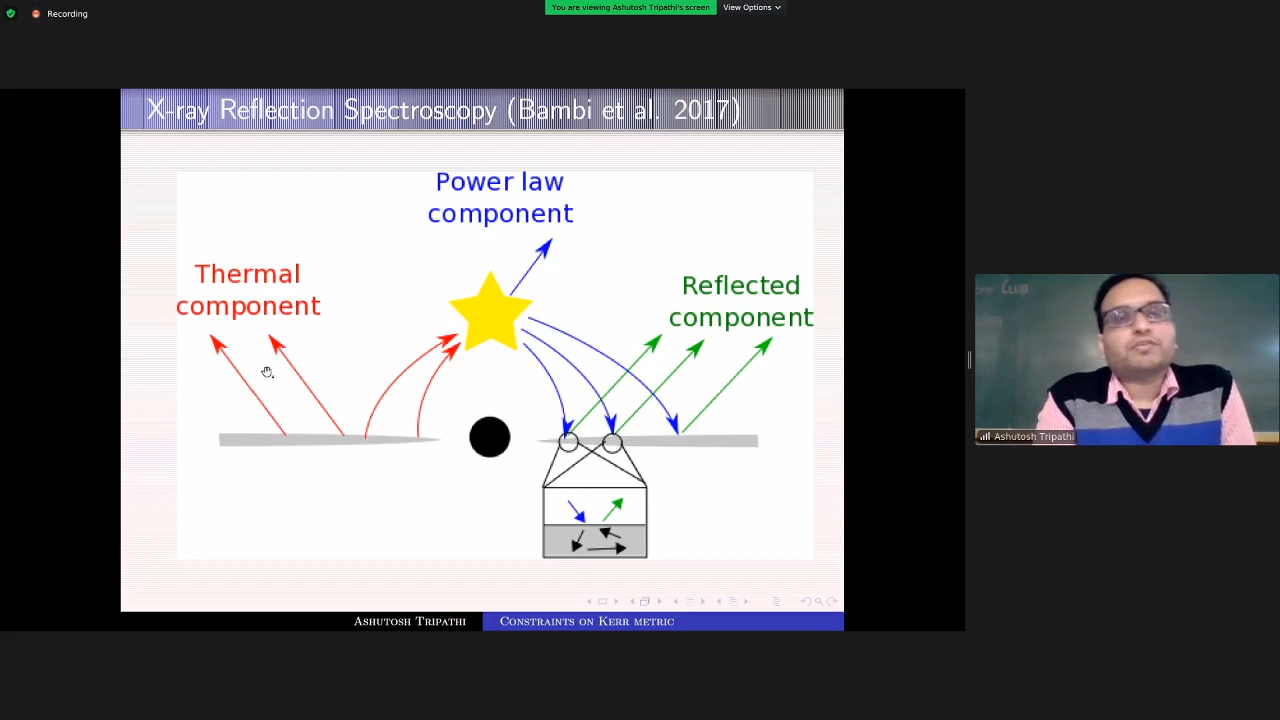 Recording
You are viewing Ashutosh Tripathi's screen
View Options
X-ray Reflection Spectroscopy (Bambi et al. 2017)
Power law
component
Thermal
component
Reflected
component
Club
Ashutosh Tripathi
Ashutosh Tripathi
Constraints on Kerr metric